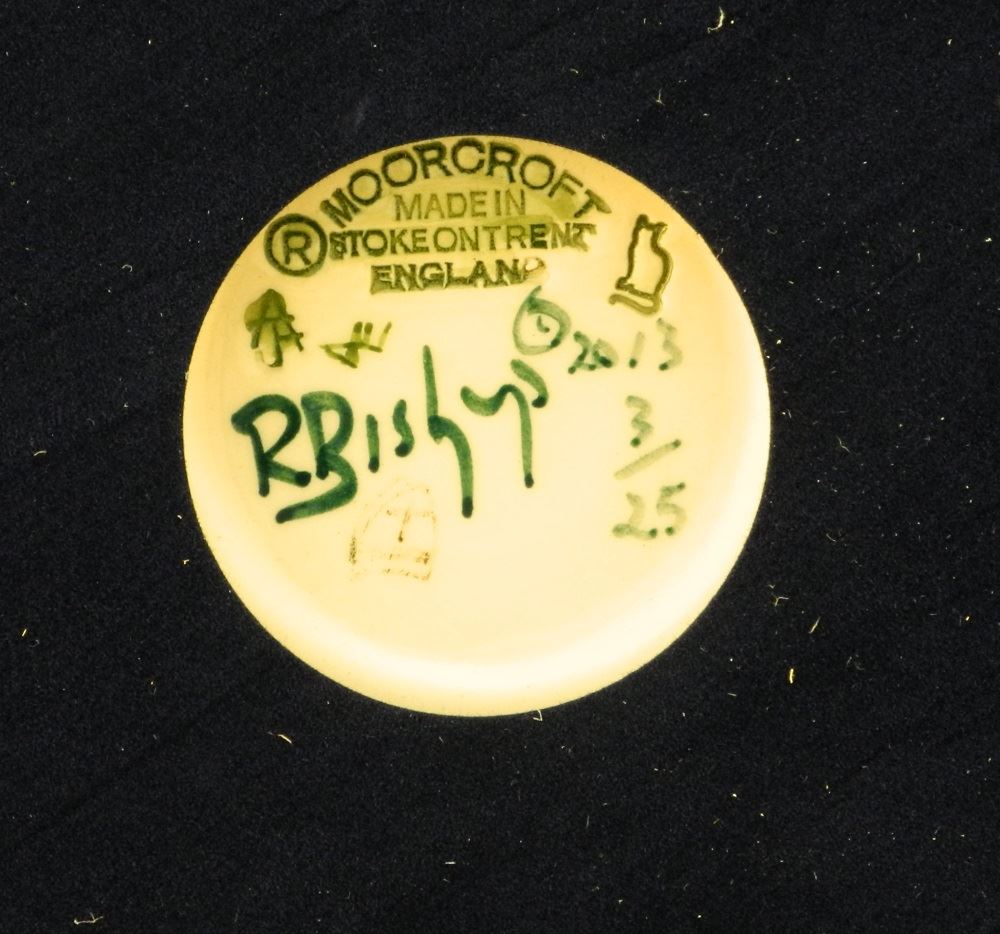 MOORCROFT
MADE IN
® STOKE ON TRENT
ENGLAND
© 2013
R.Bishop
3/25